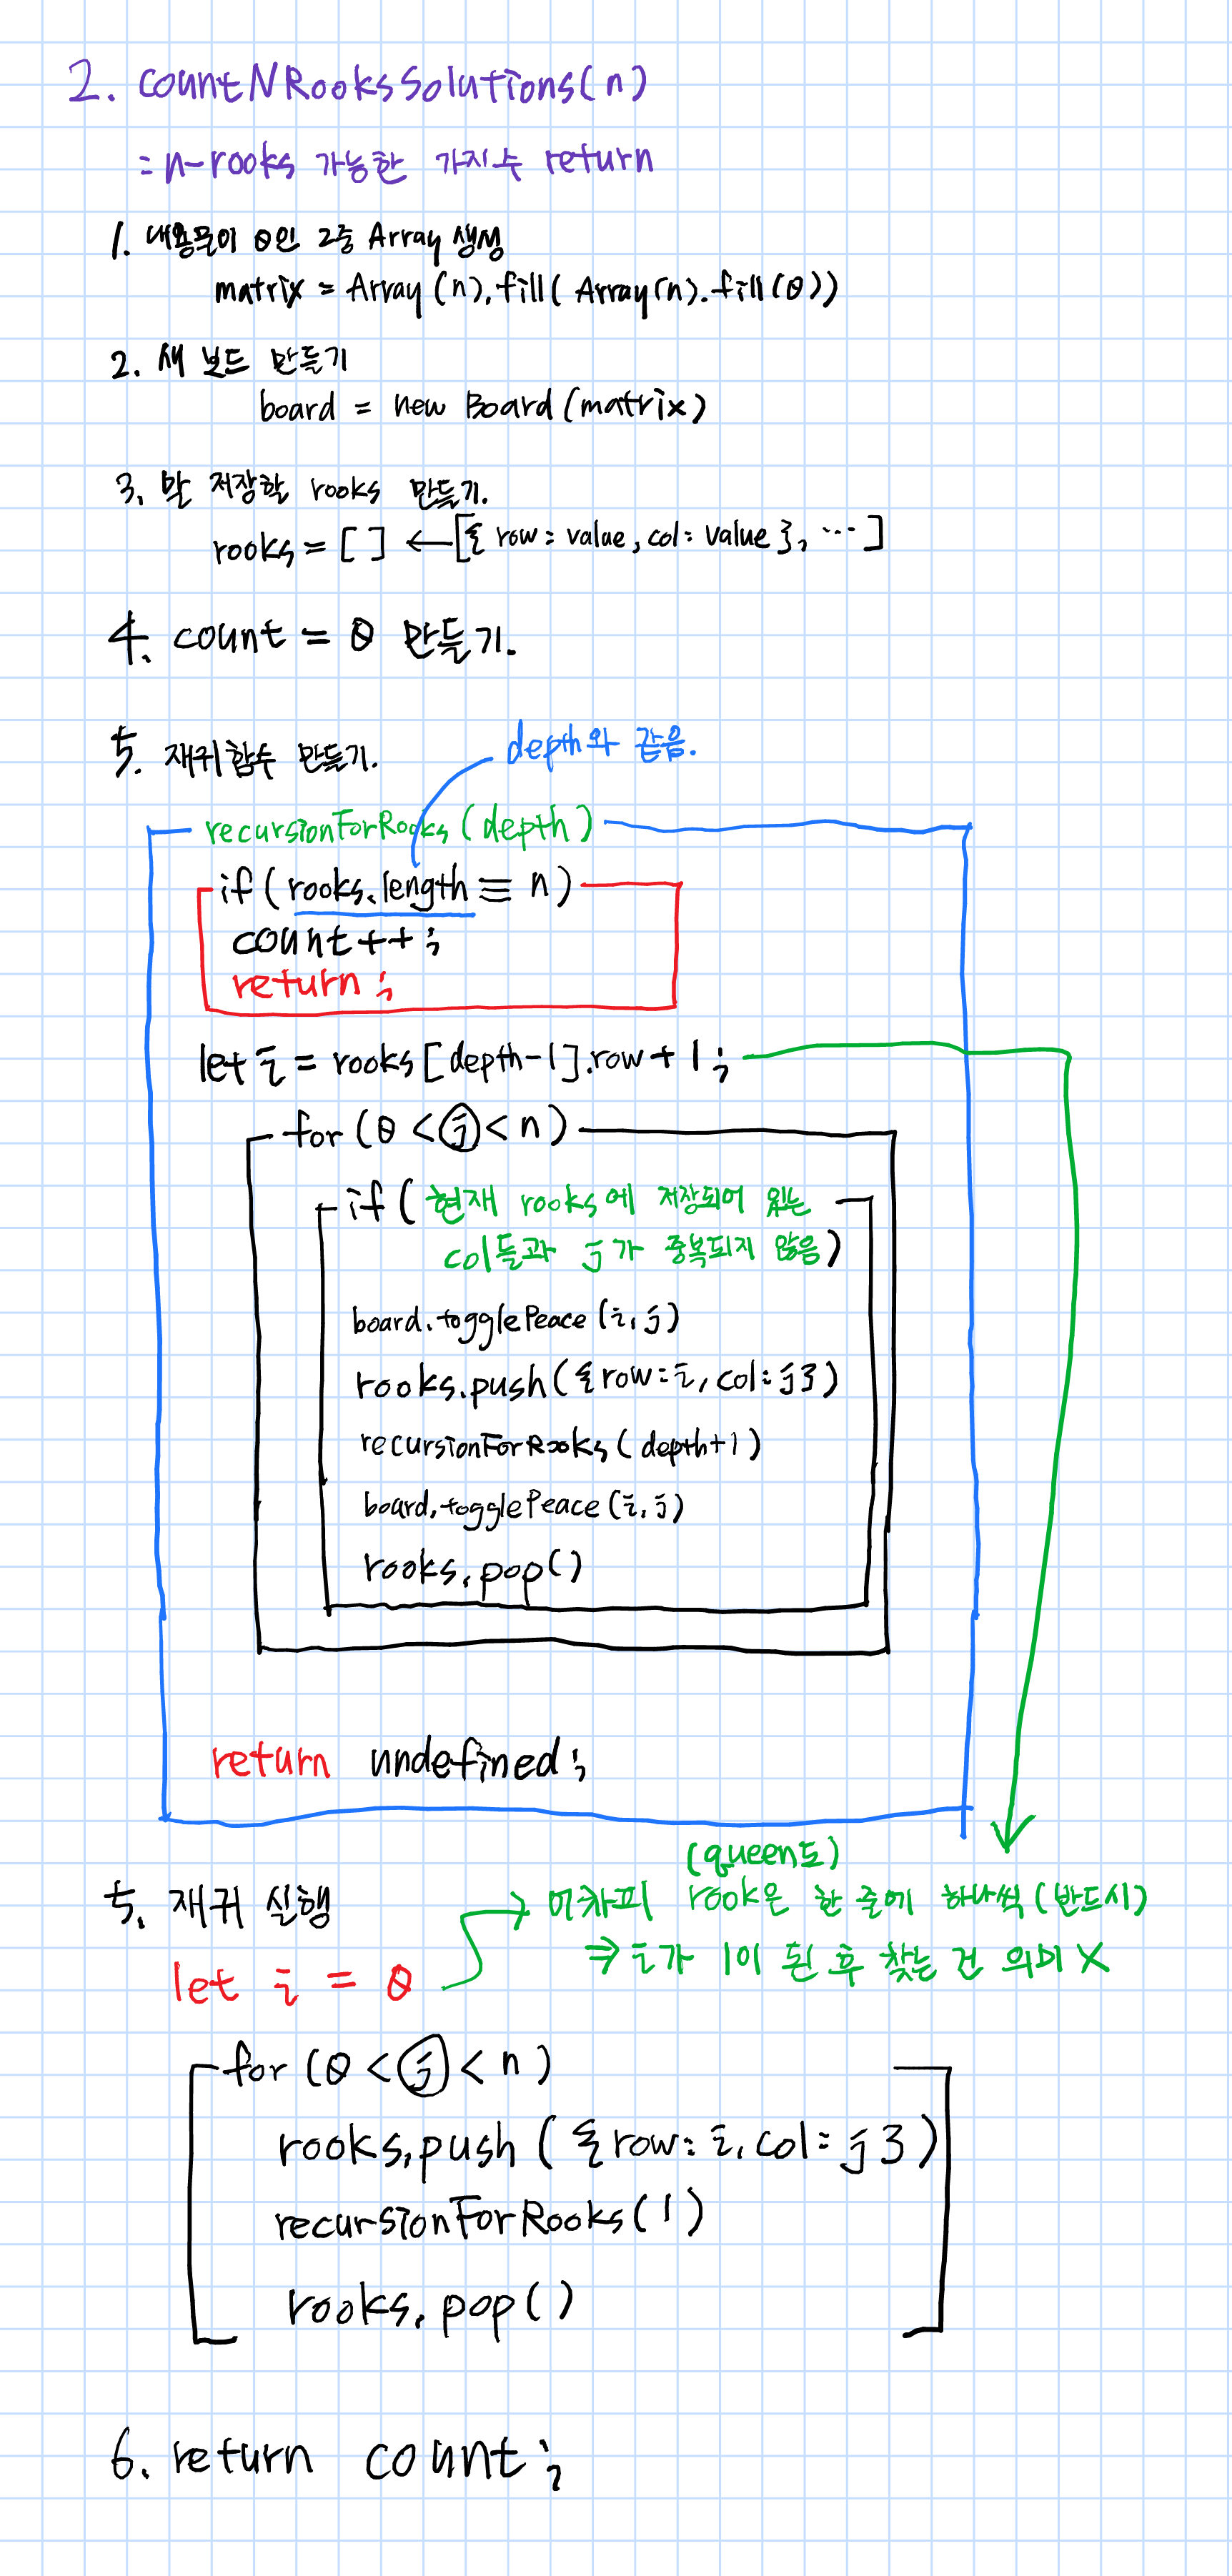 2. countNRooksSolutions(n)
= n-rooks 가능한 가지수 return
1. 내용물이 0인 2중 Array 생성
matrix = Array(n).fill( Array(n).fill(0))
2. 새 보드 만들기
board = new Board(matrix)
3. 말 저장할 rooks 만들기.
rooks = [ ] ← [{ row: value, col: value }, ⋯ ]
4. count = 0 만들기.
5. 재귀함수 만들기.
depth와 같음.
recursionForRooks(depth)
if ( rooks.length === n)
count++;
return;
let i = rooks[depth-1].row+1;
for (0 < j < n)
if ( 현재 rooks에 저장되어 있는
col들과 j가 중복되지 않음)
board.togglePeace(i, j)
rooks.push({row: i, col: j})
recursionForRooks(depth+1)
board.togglePeace(i, j)
rooks.pop()
return undefined;
5. 재귀 실행
(queen도)
어차피 rook은 한 줄에 하나씩 (반드시)
⇒ i가 1이 된 후 찾는 건 의미 X
let i = 0
for (0 < j < n)
rooks.push({row: i, col: j})
recursionForRooks(1)
rooks.pop()
6. return count;